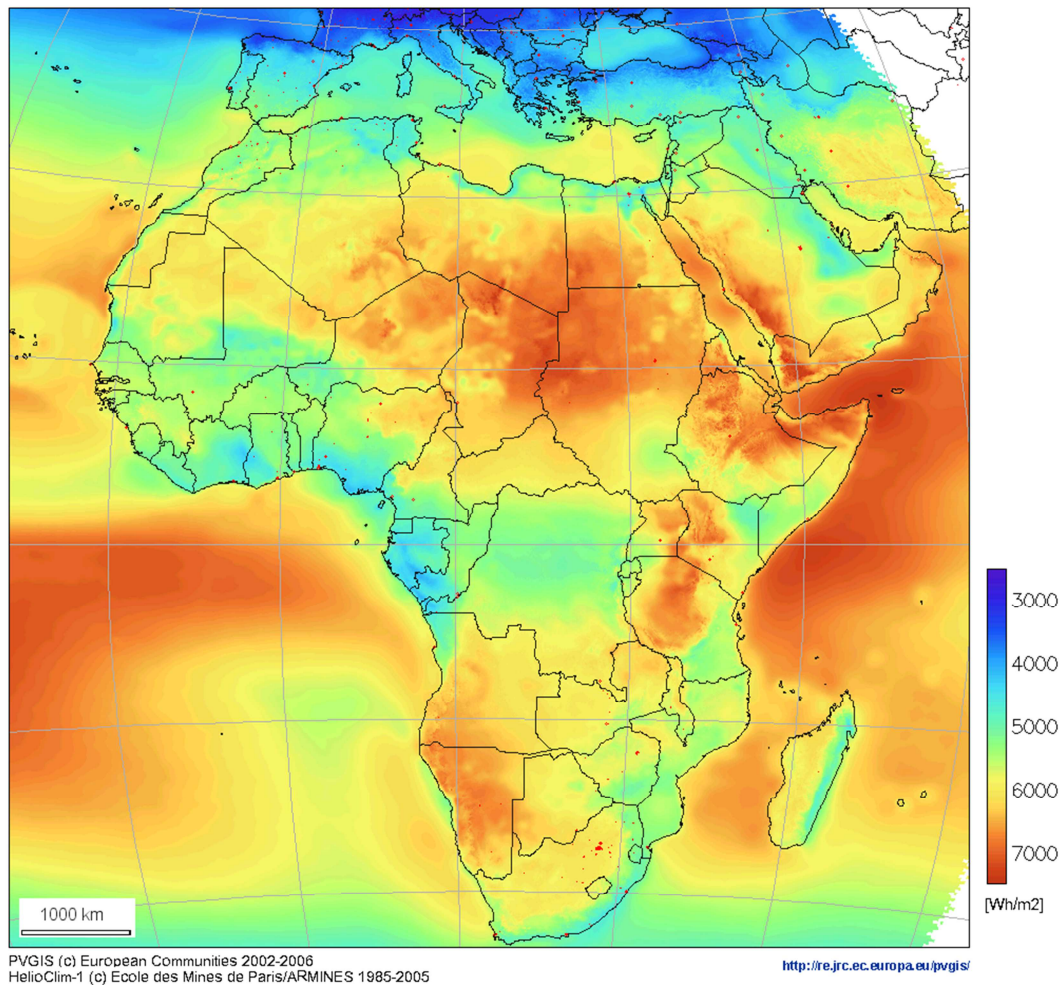 3000
4000
5000
6000
7000
[Wh/m2]
1000 km
PVGIS (c) European Communities 2002-2006
HelioClim-1 (c) Ecole des Mines de Paris/ARMINES 1985-2005
http://re.jrc.ec.europa.eu/pvgis/